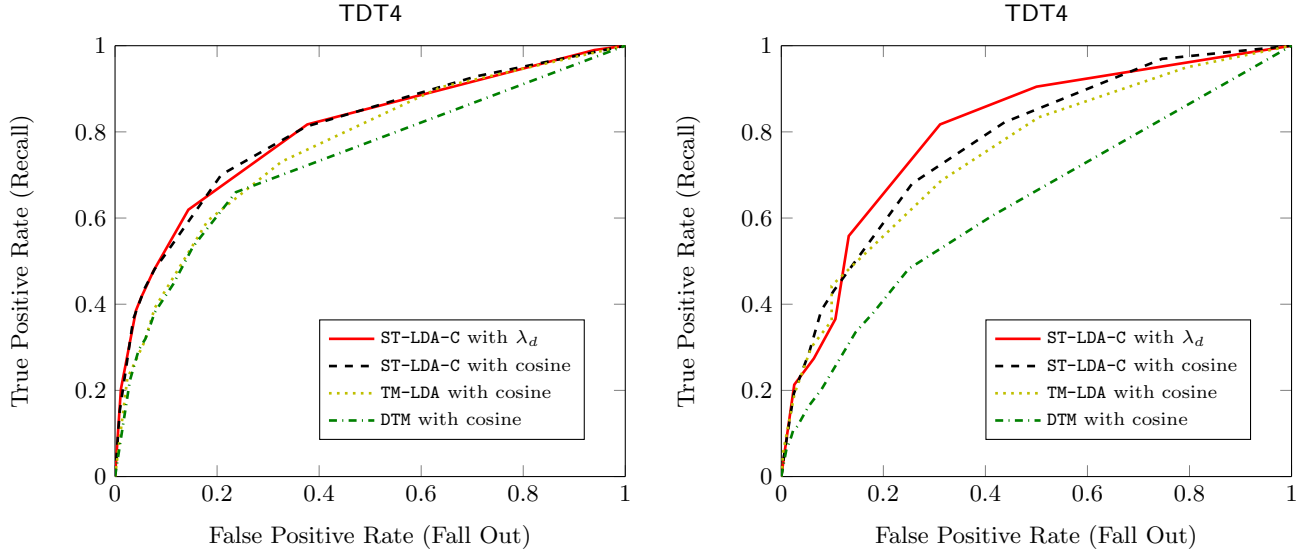 TDT4
True Positive Rate (Recall)
1
0.8
0.6
0.4
0.2
0
0
0.2
0.4
0.6
0.8
1
False Positive Rate (Fall Out)
ST-LDA-C with λd
ST-LDA-C with cosine
TM-LDA with cosine
DTM with cosine
TDT4
True Positive Rate (Recall)
1
0.8
0.6
0.4
0.2
0
0
0.2
0.4
0.6
0.8
1
False Positive Rate (Fall Out)
ST-LDA-C with λd
ST-LDA-C with cosine
TM-LDA with cosine
DTM with cosine